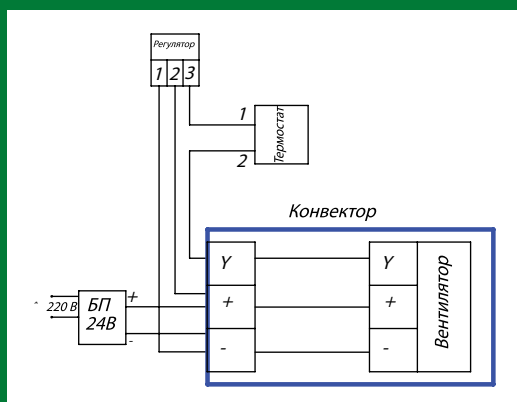 Регулятор
1 2 3
1
Термостат
2
Конвектор
Y Y
Вентилятор
+ 220 В БП + +
24В
- - -